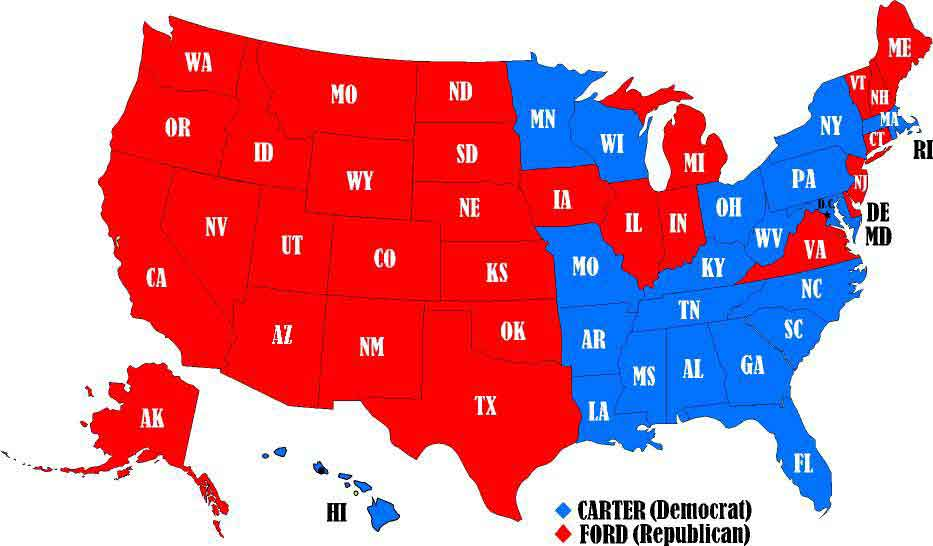 WA
MO
ND
MN
ME
VT
NH
MA
NY
CT
RI
OR
ID
SD
WI
MI
WY
NE
IA
PA
NJ
D.C.
DE
MD
NV
UT
CO
KS
MO
IL
IN
OH
WV
VA
KY
CA
NC
TN
AZ
NM
OK
AR
SC
MS
AL
GA
TX
LA
AK
FL
HI
CARTER (Democrat)
FORD (Republican)